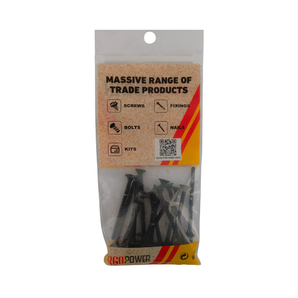 MASSIVE RANGE OF
TRADE PRODUCTS
SCREWS
FIXINGS
BOLTS
NAILS
KITS
POWER